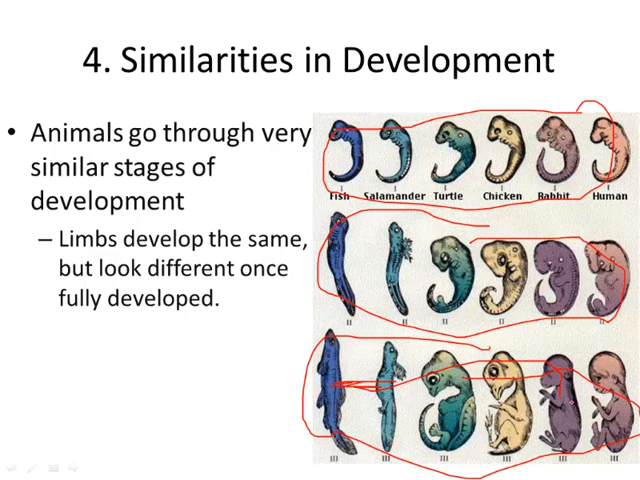 4. Similarities in Development
• Animals go through very
similar stages of
development
– Limbs develop the same,
but look different once
fully developed.
Fish Salamander Turtle Chicken Rabbit Human
I I I I I I
II II II II II II
III III III III III III